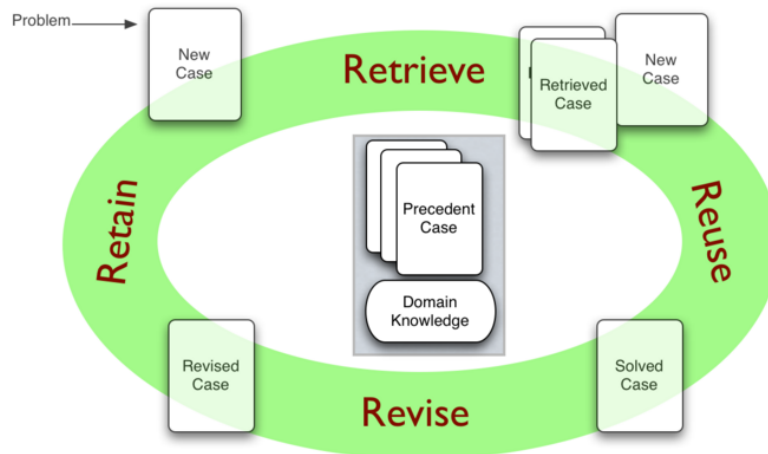 Problem
New
Case
Retrieve
Retrieved
Case
New
Case
Retain
Precedent
Case
Reuse
Domain
Knowledge
Revised
Case
Solved
Case
Revise